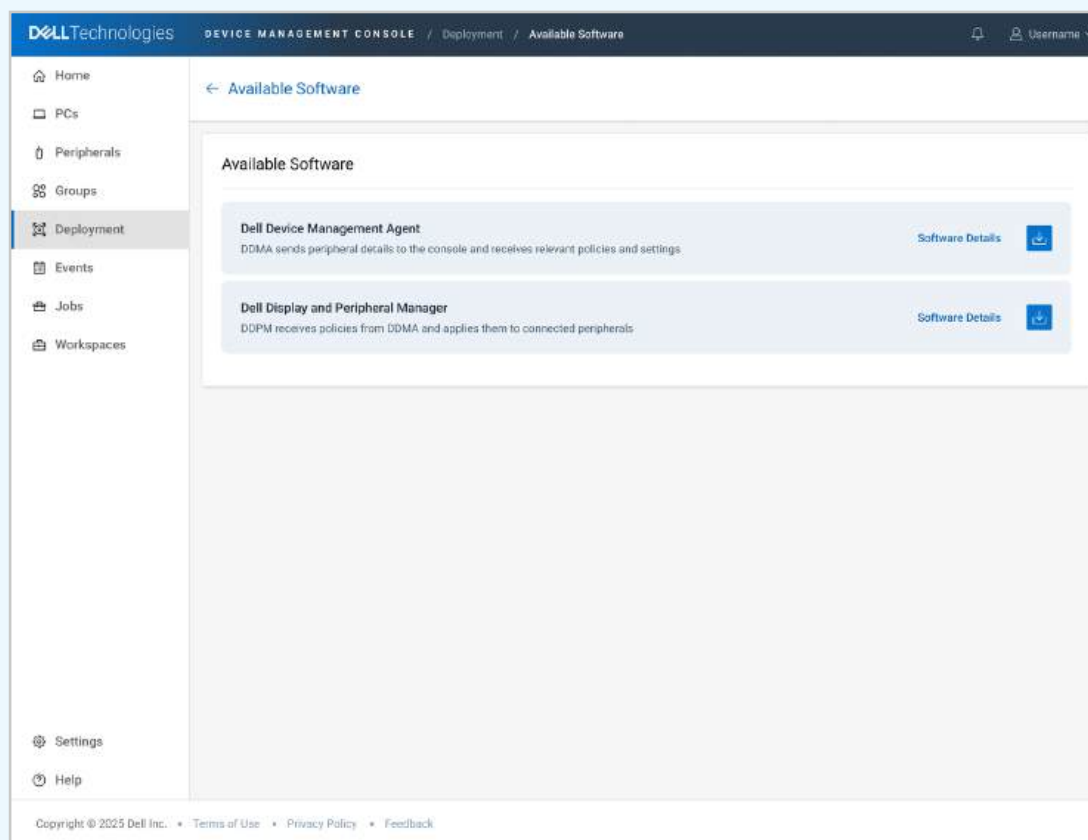 DELLTechnologies DEVICE MANAGEMENT CONSOLE / Deployment / Available Software Username
Home
PCs
Peripherals
Groups
Deployment
Events
Jobs
Workspaces
Settings
Help
← Available Software
Available Software
Dell Device Management Agent
DDMA sends peripheral details to the console and receives relevant policies and settings
Software Details
Dell Display and Peripheral Manager
DDPM receives policies from DDMA and applies them to connected peripherals
Software Details
Copyright © 2025 Dell Inc. • Terms of Use • Privacy Policy • Feedback